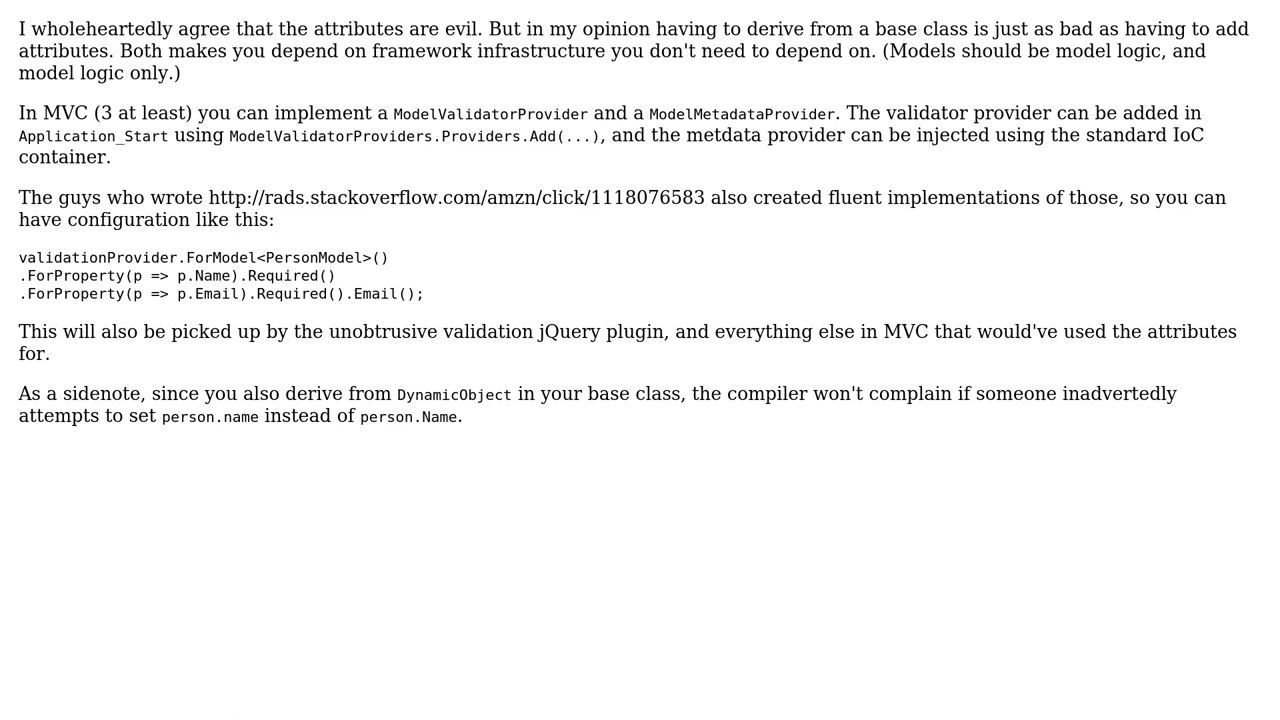 I wholeheartedly agree that the attributes are evil. But in my opinion having to derive from a base class is just as bad as having to add
attributes. Both makes you depend on framework infrastructure you don't need to depend on. (Models should be model logic, and
model logic only.)
In MVC (3 at least) you can implement a ModelValidatorProvider and a ModelMetadataProvider. The validator provider can be added in
Application_Start using ModelValidatorProviders.Providers.Add(...), and the metdata provider can be injected using the standard IoC
container.
The guys who wrote http://rads.stackoverflow.com/amzn/click/1118076583 also created fluent implementations of those, so you can
have configuration like this:
validationProvider.ForModel<PersonModel>()
.ForProperty(p => p.Name).Required()
.ForProperty(p => p.Email).Required().Email();
This will also be picked up by the unobtrusive validation jQuery plugin, and everything else in MVC that would've used the attributes
for.
As a sidenote, since you also derive from DynamicObject in your base class, the compiler won't complain if someone inadvertedly
attempts to set person.name instead of person.Name.